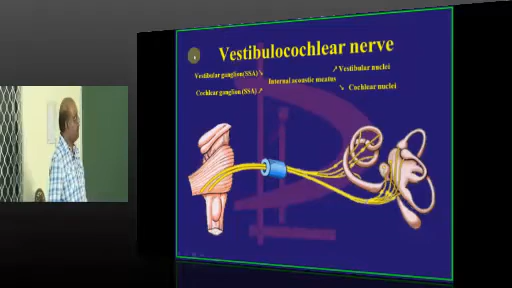 Vestibulocochlear nerve
Vestibular ganglion(SSA)↘
↗Vestibular nuclei
Internal acoustic meatus
Cochlear ganglion (SSA)↗
↘ Cochlear nuclei